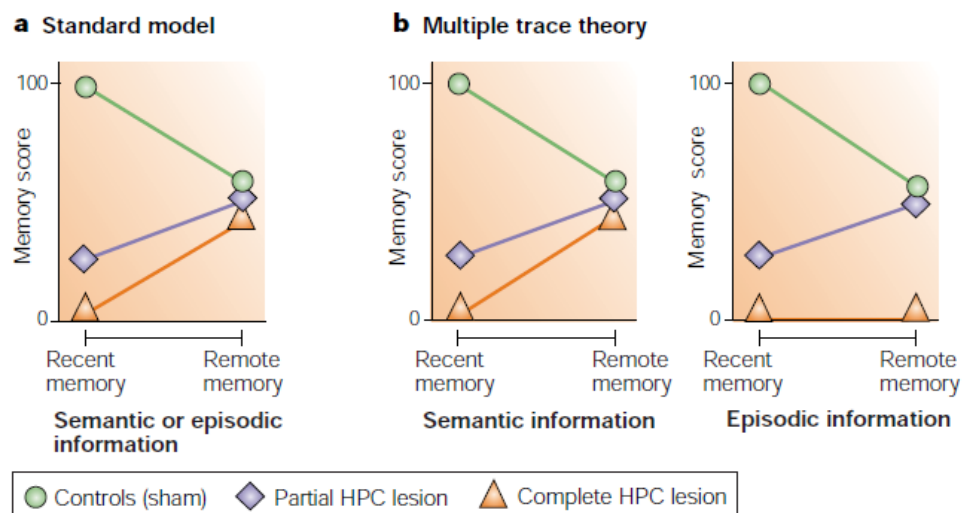 a Standard model
100
0
Memory score
Recent memory
Remote memory
Semantic or episodic
information
b Multiple trace theory
100
0
Memory score
Recent memory
Remote memory
Semantic information
100
0
Memory score
Recent memory
Remote memory
Episodic information
Controls (sham)
Partial HPC lesion
Complete HPC lesion